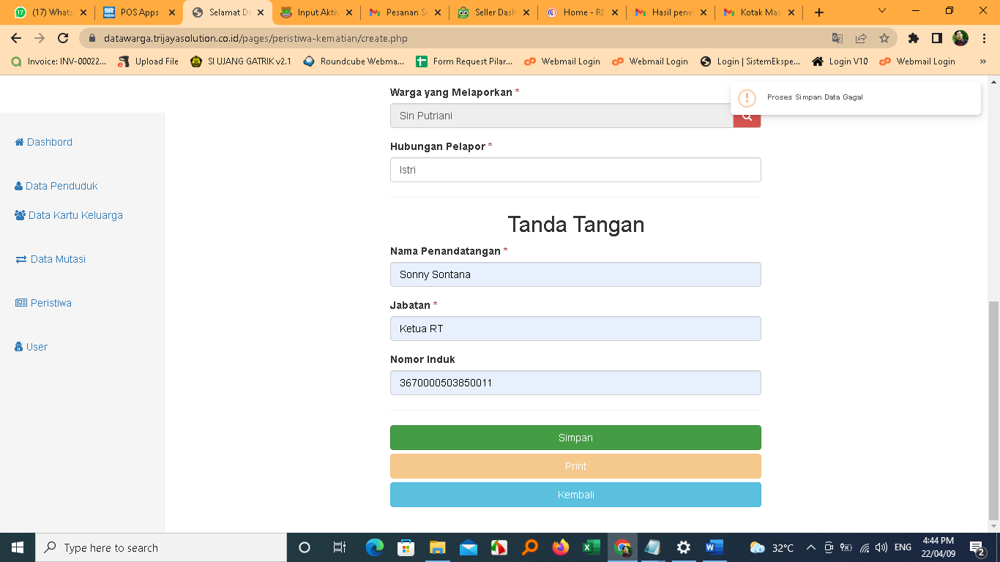 (17) Whats
POS Apps
Selamat Da
Input Aktiv
Pesanan Se
Seller Dash
Home - RE
Hasil pene
Kotak Mas
datawarga.trijayasolution.co.id/pages/peristiwa-kematian/create.php
Invoice: INV-00022...
Upload File
SI UJANG GATRIK v2.1
Roundcube Webma...
Form Request Pilar...
Webmail Login
Webmail Login
Login | SistemEkspe...
Login V10
Webmail Login
»
Proses Simpan Data Gagal
Dashbord
Data Penduduk
Data Kartu Keluarga
Data Mutasi
Peristiwa
User
Warga yang Melaporkan *
Sin Putriani
Hubungan Pelapor *
Istri
Tanda Tangan
Nama Penandatangan *
Sonny Sontana
Jabatan *
Ketua RT
Nomor Induk
3670000503850011
Simpan
Print
Kembali
Type here to search
32°C
ENG
4:44 PM
22/04/09
2